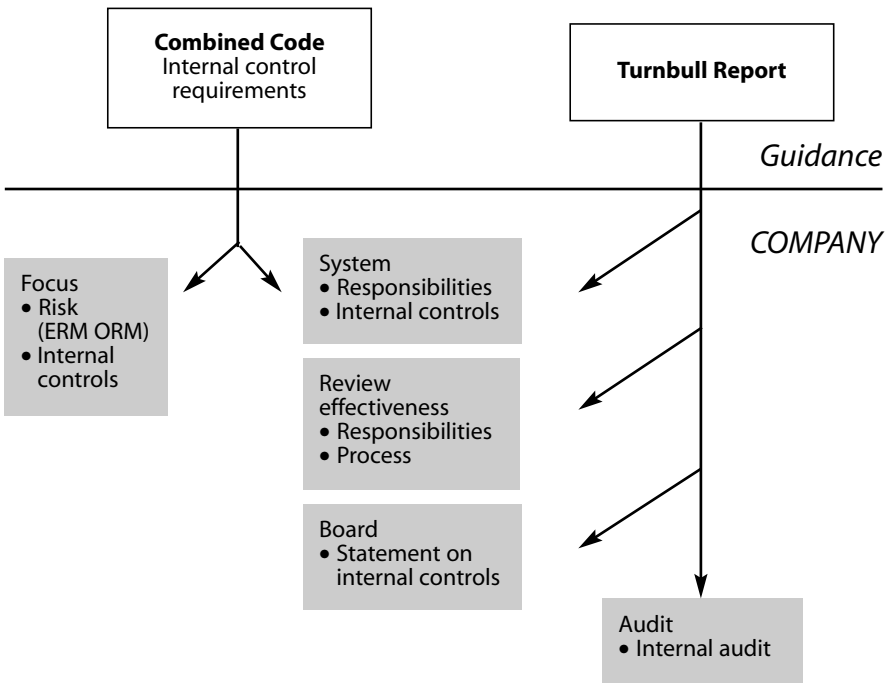 Combined Code
Internal control
requirements
Turnbull Report
Guidance
COMPANY
Focus
• Risk
(ERM ORM)
• Internal
controls
System
• Responsibilities
• Internal controls
Review
effectiveness
• Responsibilities
• Process
Board
• Statement on
internal controls
Audit
• Internal audit